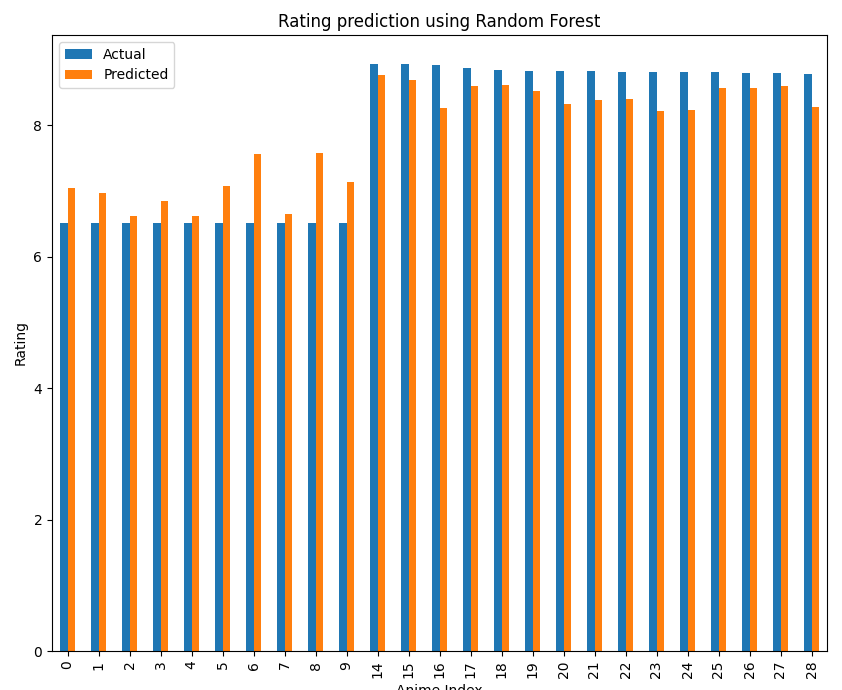 Rating prediction using Random Forest
Actual
Predicted
8
6
4
2
0
Rating
0 1 2 3 4 5 6 7 8 9 14 15 16 17 18 19 20 21 22 23 24 25 26 27 28
Anime Index